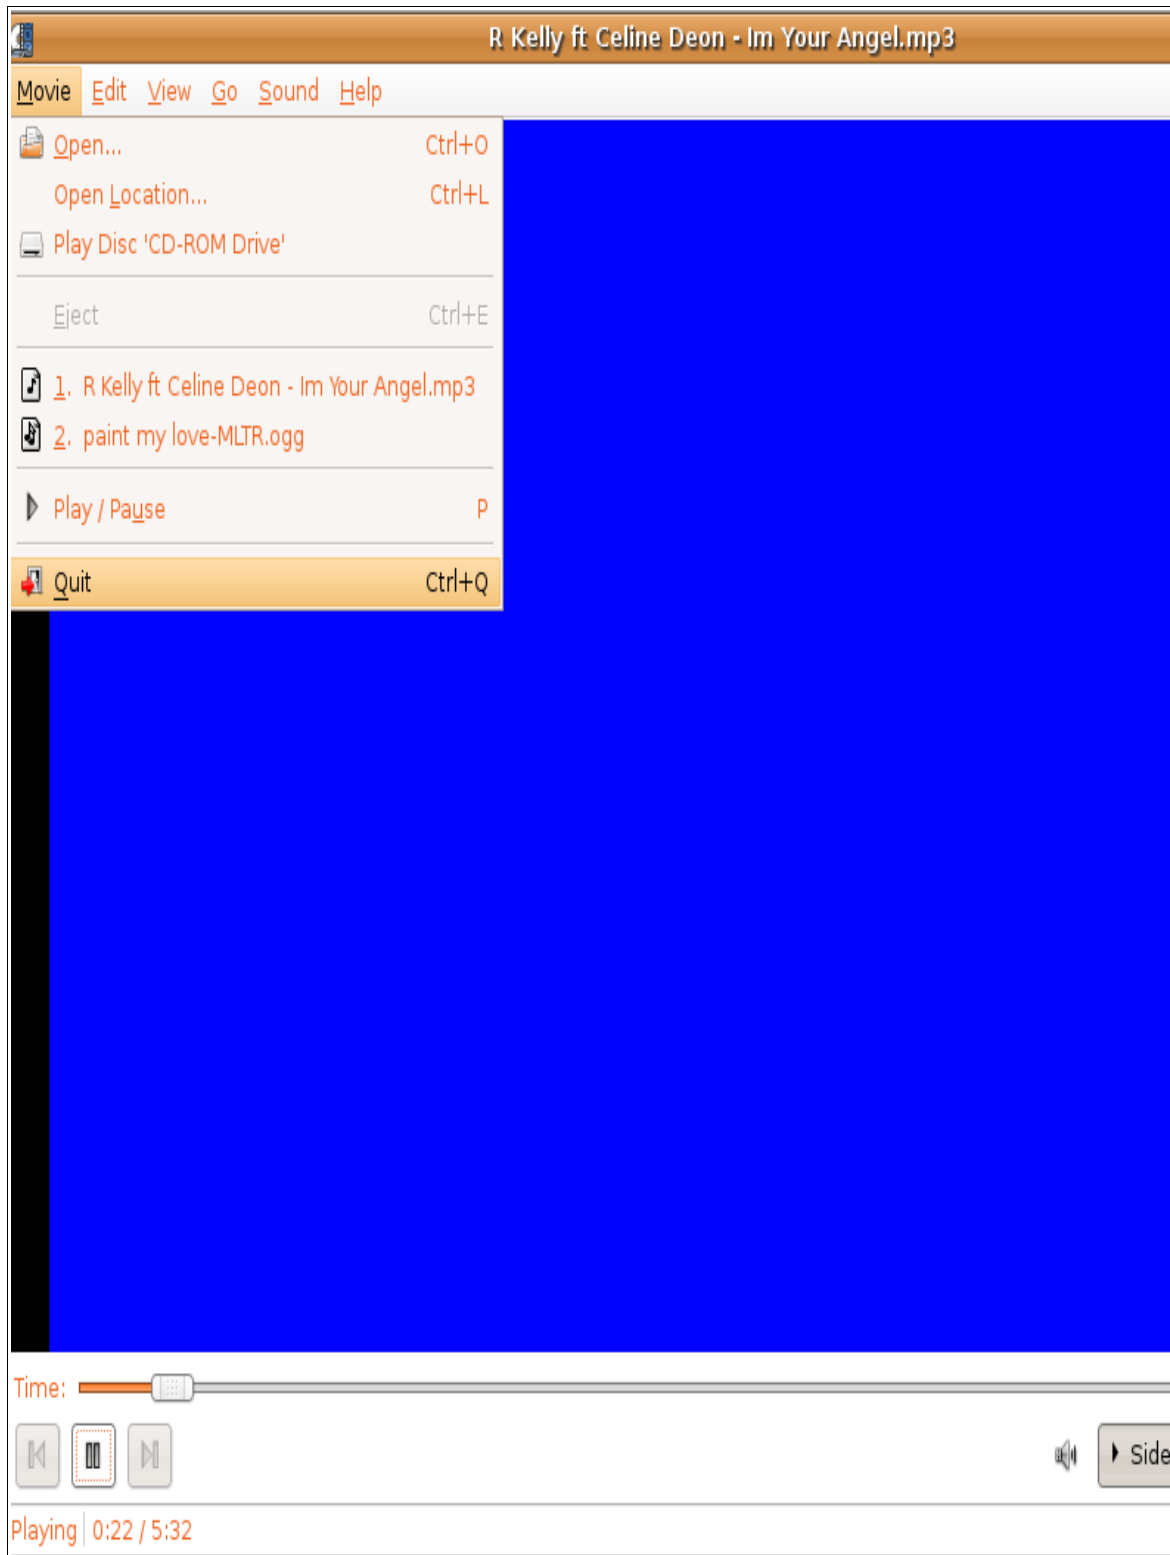 R Kelly ft Celine Deon - Im Your Angel.mp3
Movie Edit View Go Sound Help
Open... Ctrl+O
Open Location... Ctrl+L
Play Disc 'CD-ROM Drive'
Eject Ctrl+E
1. R Kelly ft Celine Deon - Im Your Angel.mp3
2. paint my love-MLTR.ogg
Play / Pause P
Quit Ctrl+Q
Time:
Side
Playing 0:22 / 5:32